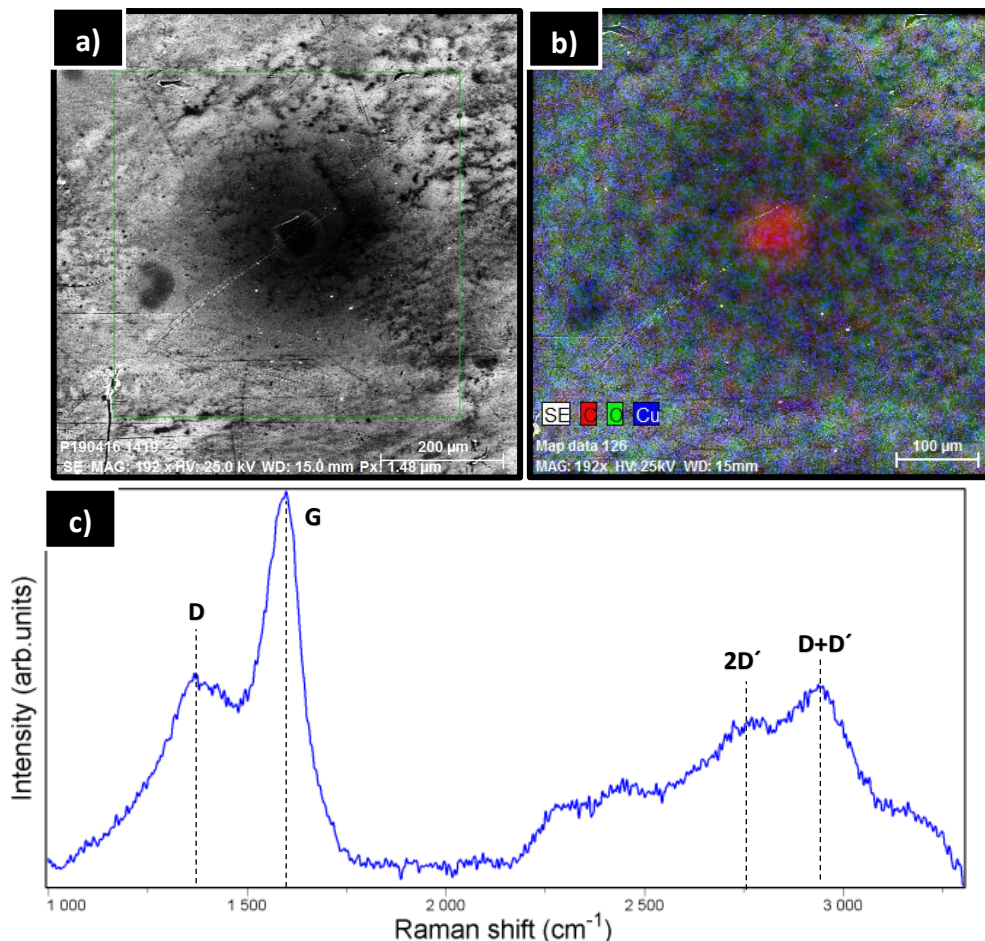 a)
P190416 1419
200 µm
SE MAG: 192 x HV: 25.0 kV WD: 15.0 mm Px: 1.48 µm
b)
SE C O Cu
Map data 126
100 µm
MAG: 192x HV: 25kV WD: 15mm
c)
G
D
2D´
D+D´
Intensity (arb.units)
1 000
1 500
2 000
2 500
3 000
Raman shift (cm⁻¹)